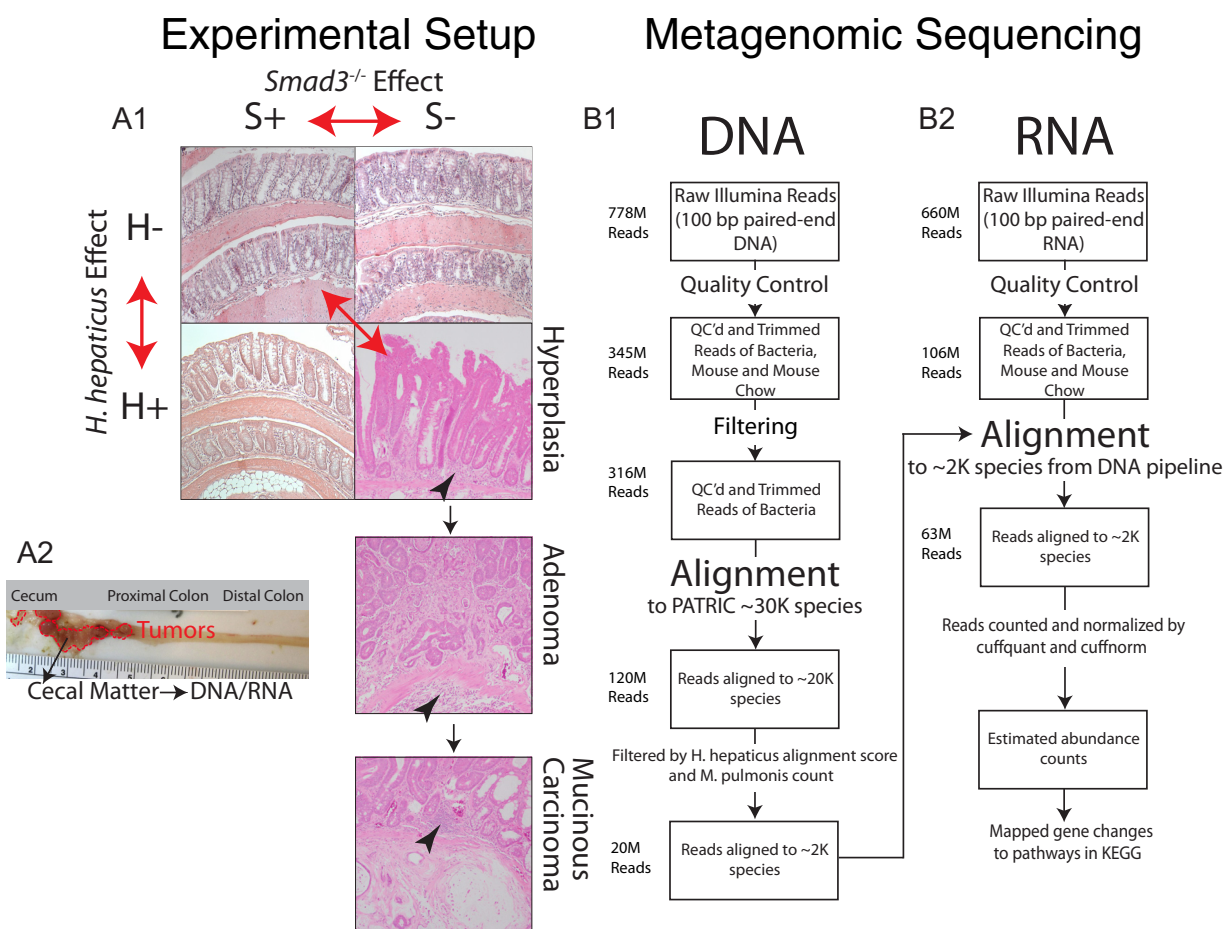 Experimental Setup
Metagenomic Sequencing
Smad3-/- Effect
A1
S+
S-
H. hepaticus Effect
H-
H+
Hyperplasia
Adenoma
Mucinous
Carcinoma
A2
Cecum
Proximal Colon
Distal Colon
Tumors
2
3
4
5
Cecal Matter
DNA/RNA
B1
DNA
778M
Reads
Raw Illumina Reads
(100 bp paired-end
DNA)
Quality Control
345M
Reads
QC'd and Trimmed
Reads of Bacteria,
Mouse and Mouse
Chow
Filtering
316M
Reads
QC'd and Trimmed
Reads of Bacteria
Alignment
to PATRIC ~30K species
120M
Reads
Reads aligned to ~20K
species
Filtered by H. hepaticus alignment score
and M. pulmonis count
20M
Reads
Reads aligned to ~2K
species
B2
RNA
660M
Reads
Raw Illumina Reads
(100 bp paired-end
RNA)
Quality Control
106M
Reads
QC'd and Trimmed
Reads of Bacteria,
Mouse and Mouse
Chow
Alignment
to ~2K species from DNA pipeline
63M
Reads
Reads aligned to ~2K
species
Reads counted and normalized by
cuffquant and cuffnorm
Estimated abundance
counts
Mapped gene changes
to pathways in KEGG